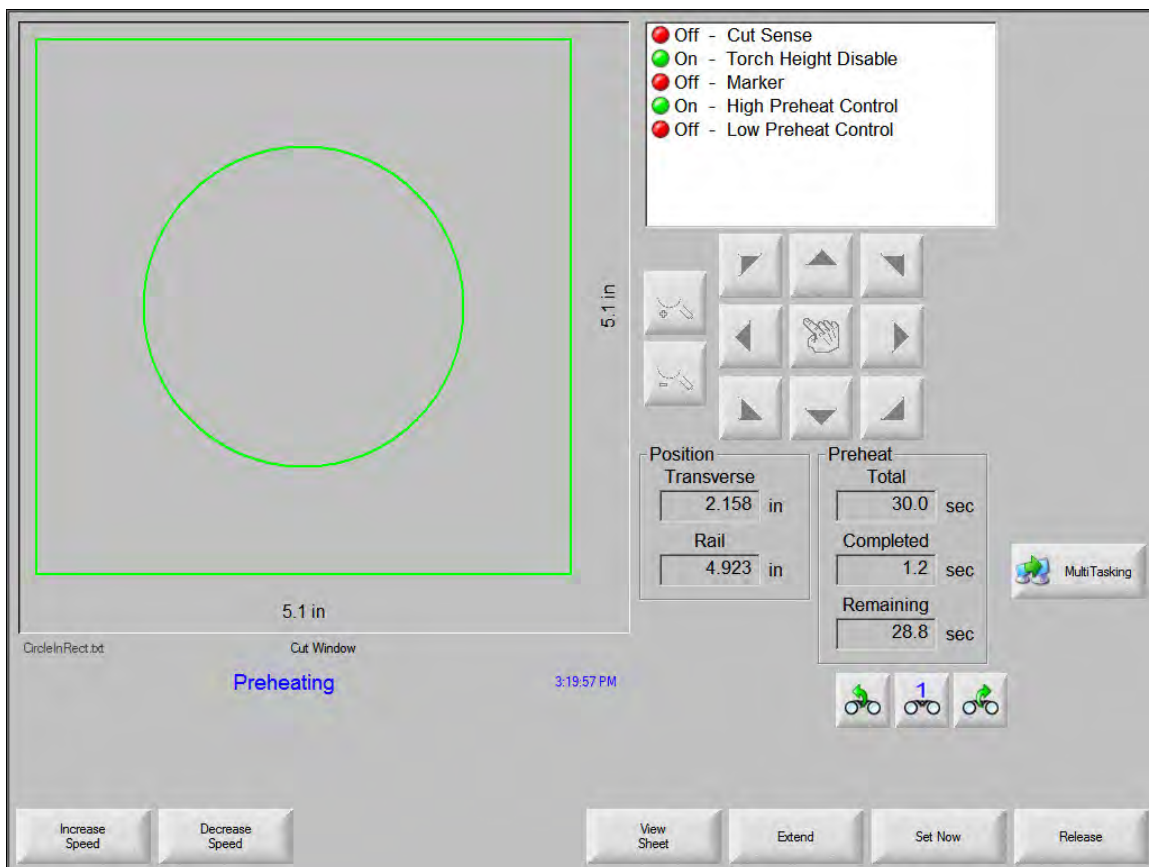 Off - Cut Sense
On - Torch Height Disable
Off - Marker
On - High Preheat Control
Off - Low Preheat Control
5.1 in
5.1 in
CircleInRect.txt
Cut Window
Preheating
3:19:57 PM
Position
Transverse
2.158 in
Rail
4.923 in
Preheat
Total
30.0 sec
Completed
1.2 sec
Remaining
28.8 sec
MultiTasking
1
Increase
Speed
Decrease
Speed
View
Sheet
Extend
Set Now
Release